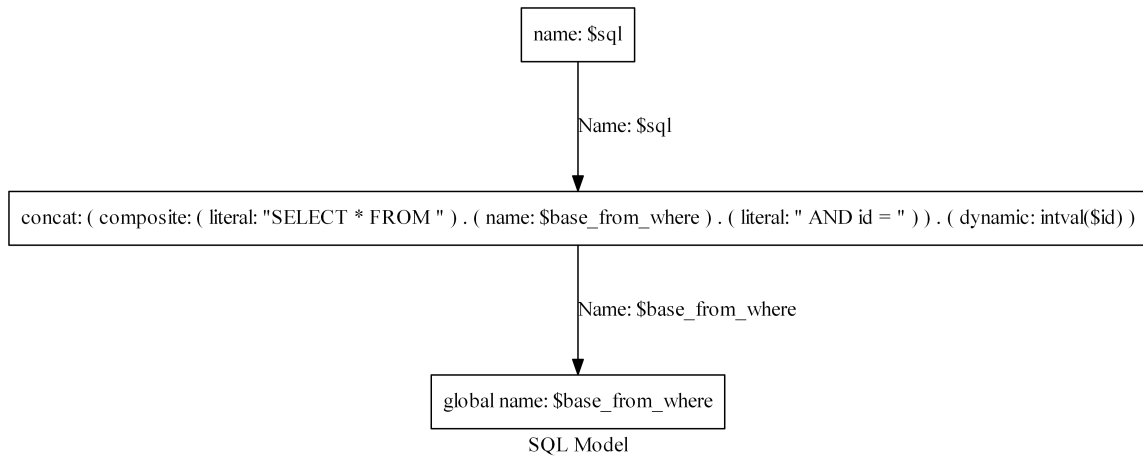 name: $sql
Name: $sql
concat: ( composite: ( literal: "SELECT * FROM " ) . ( name: $base_from_where ) . ( literal: " AND id = " ) ) . ( dynamic: intval($id) )
Name: $base_from_where
global name: $base_from_where
SQL Model